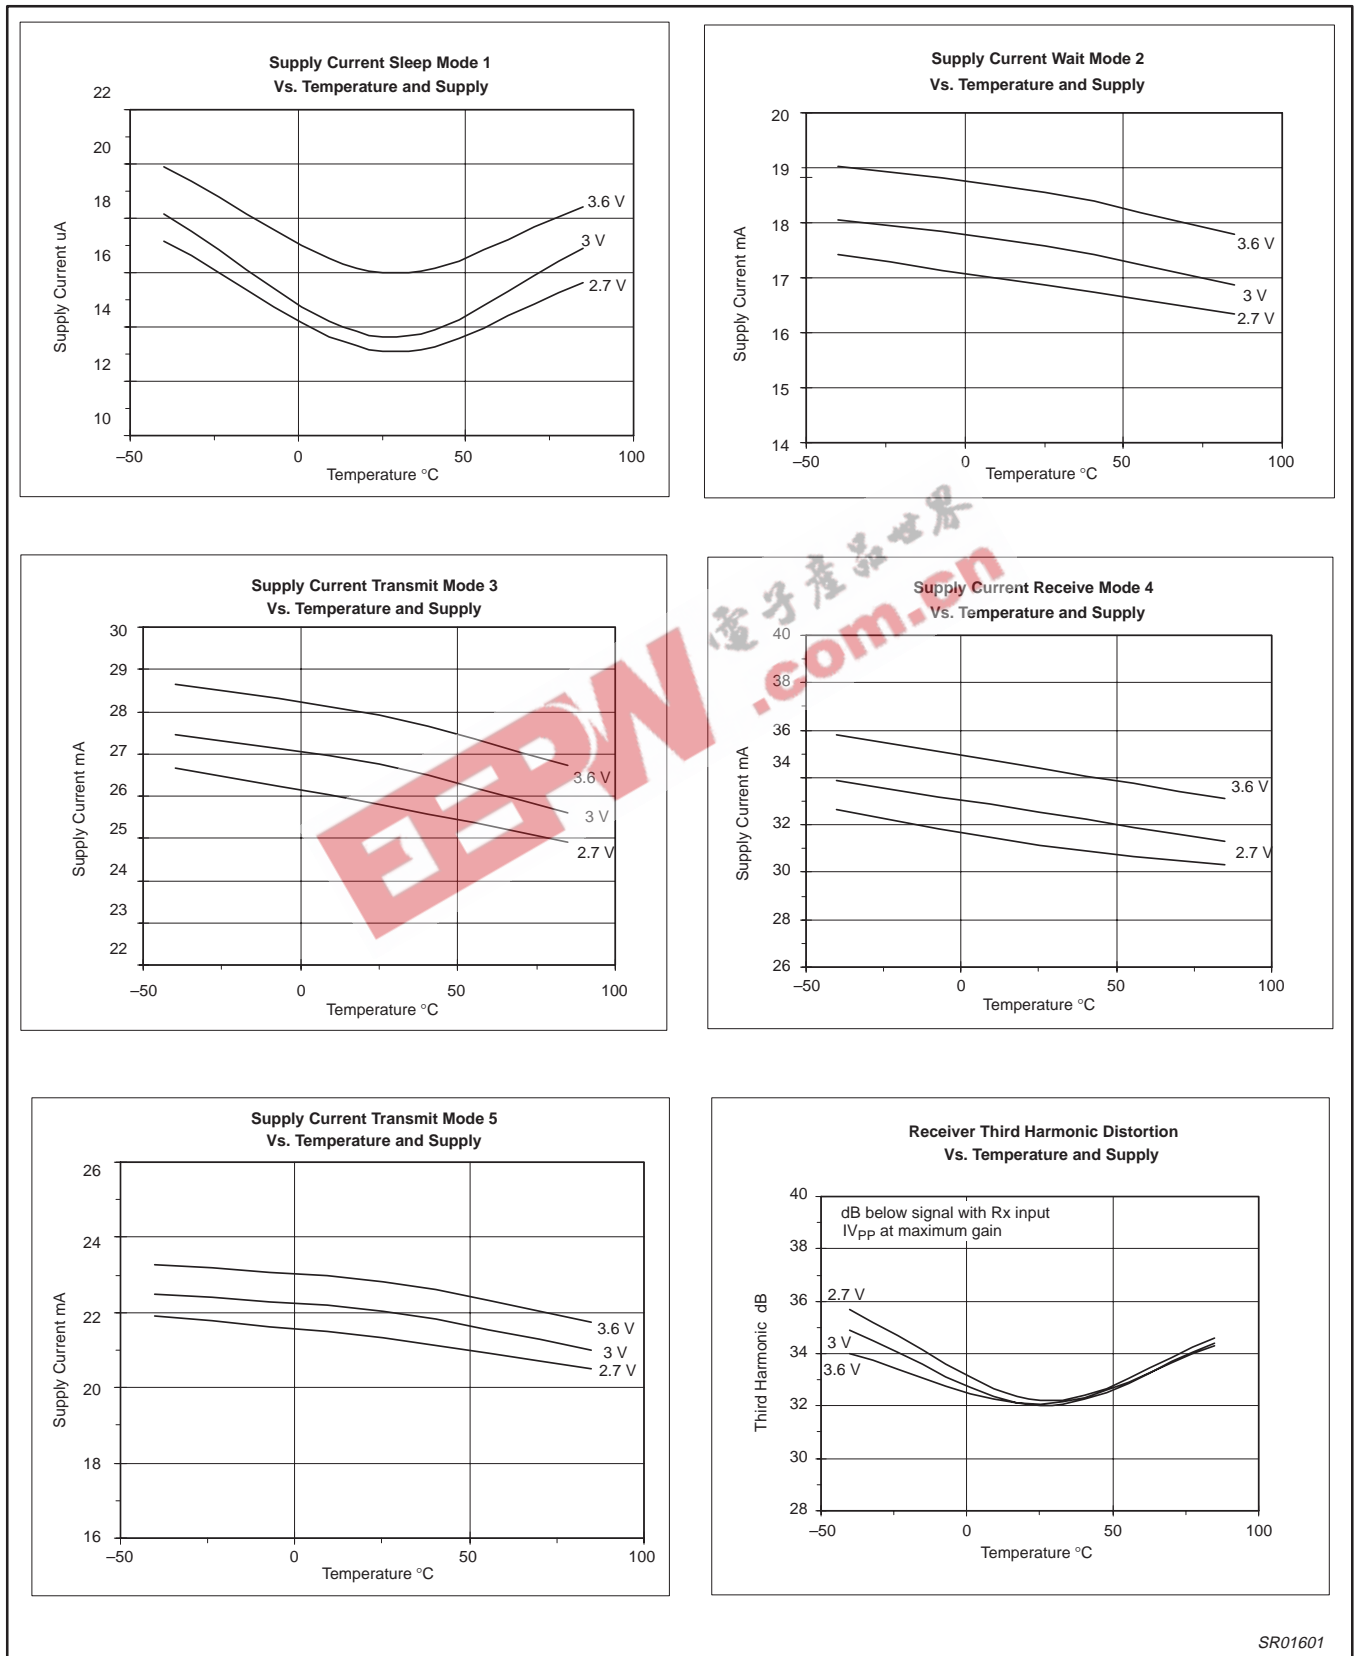 Supply Current Sleep Mode 1
Vs. Temperature and Supply
22
20
18
16
14
12
10
Supply Current uA
3.6 V
3 V
2.7 V
–50
0
50
100
Temperature °C
Supply Current Wait Mode 2
Vs. Temperature and Supply
20
19
18
17
16
15
14
Supply Current mA
3.6 V
3 V
2.7 V
–50
0
50
100
Temperature °C
Supply Current Transmit Mode 3
Vs. Temperature and Supply
30
29
28
27
26
25
24
23
22
Supply Current mA
3.6 V
3 V
2.7 V
–50
0
50
100
Temperature °C
Supply Current Receive Mode 4
Vs. Temperature and Supply
40
38
36
34
32
30
28
26
Supply Current mA
3.6 V
2.7 V
–50
0
50
100
Temperature °C
EEPW
電子產品世界
.com.cn
Supply Current Transmit Mode 5
Vs. Temperature and Supply
26
24
22
20
18
16
Supply Current mA
3.6 V
3 V
2.7 V
–50
0
50
100
Temperature °C
Receiver Third Harmonic Distortion
Vs. Temperature and Supply
40
38
36
34
32
30
28
Third Harmonic dB
dB below signal with Rx input
IVPP at maximum gain
2.7 V
3 V
3.6 V
–50
0
50
100
Temperature °C
SR01601